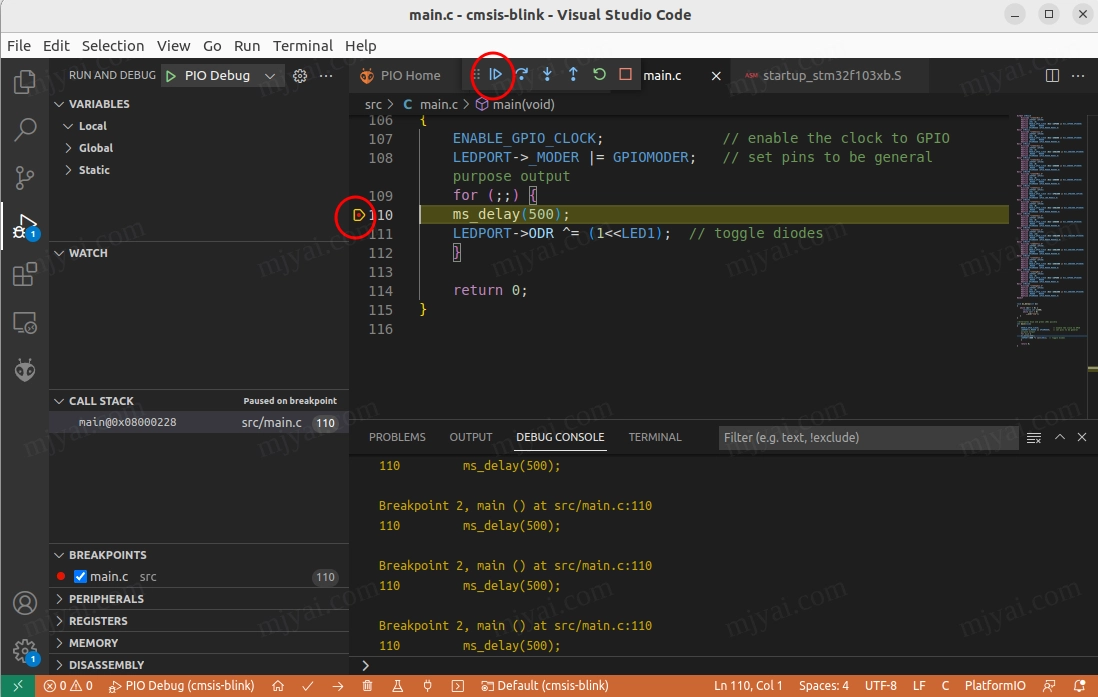 main.c - cmsis-blink - Visual Studio Code
File Edit Selection View Go Run Terminal Help
RUN AND DEBUG PIO Debug
PIO Home main.c ASM startup_stm32f103xb.S
src > C main.c > main(void)
VARIABLES
Local
Global
Static
WATCH
CALL STACK Paused on breakpoint
main@0x08000228 src/main.c 110
BREAKPOINTS
main.c src 110
PERIPHERALS
REGISTERS
MEMORY
DISASSEMBLY
106 {
107 ENABLE_GPIO_CLOCK; // enable the clock to GPIO
108 LEDPORT->_MODER |= GPIOMODER; // set pins to be general
purpose output
109 for (;;) {
110 ms_delay(500);
111 LEDPORT->ODR ^= (1<<LED1); // toggle diodes
112 }
113
114 return 0;
115 }
116
PROBLEMS OUTPUT DEBUG CONSOLE TERMINAL Filter (e.g. text, !exclude)
110 ms_delay(500);
Breakpoint 2, main () at src/main.c:110
110 ms_delay(500);
Breakpoint 2, main () at src/main.c:110
110 ms_delay(500);
Breakpoint 2, main () at src/main.c:110
110 ms_delay(500);
>
1
1
0 0 PIO Debug (cmsis-blink) Default (cmsis-blink) Ln 110, Col 1 Spaces: 4 UTF-8 LF C PlatformIO
mjyai.com